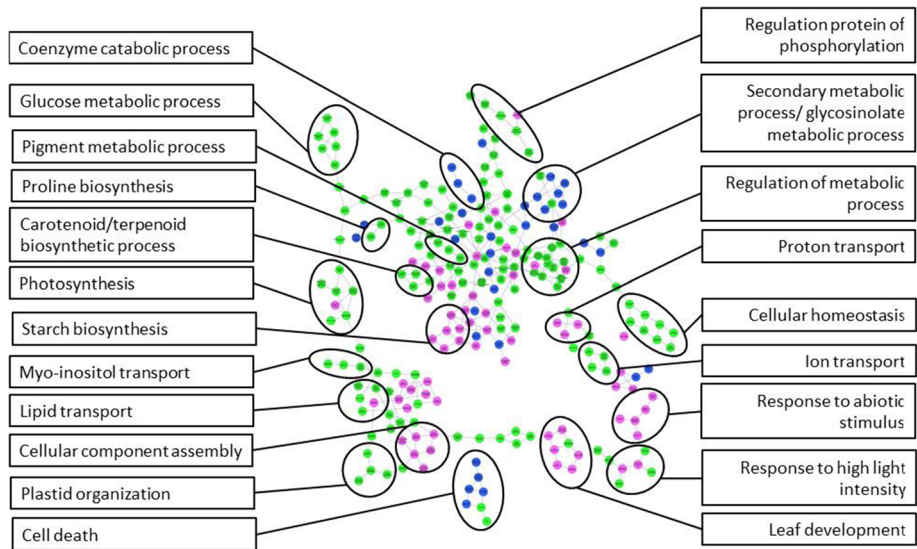 Coenzyme catabolic process
Glucose metabolic process
Pigment metabolic process
Proline biosynthesis
Carotenoid/terpenoid
biosynthetic process
Photosynthesis
Starch biosynthesis
Myo-inositol transport
Lipid transport
Cellular component assembly
Plastid organization
Cell death
Regulation protein of
phosphorylation
Secondary metabolic
process/ glycosinolate
metabolic process
Regulation of metabolic
process
Proton transport
Cellular homeostasis
Ion transport
Response to abiotic
stimulus
Response to high light
intensity
Leaf development